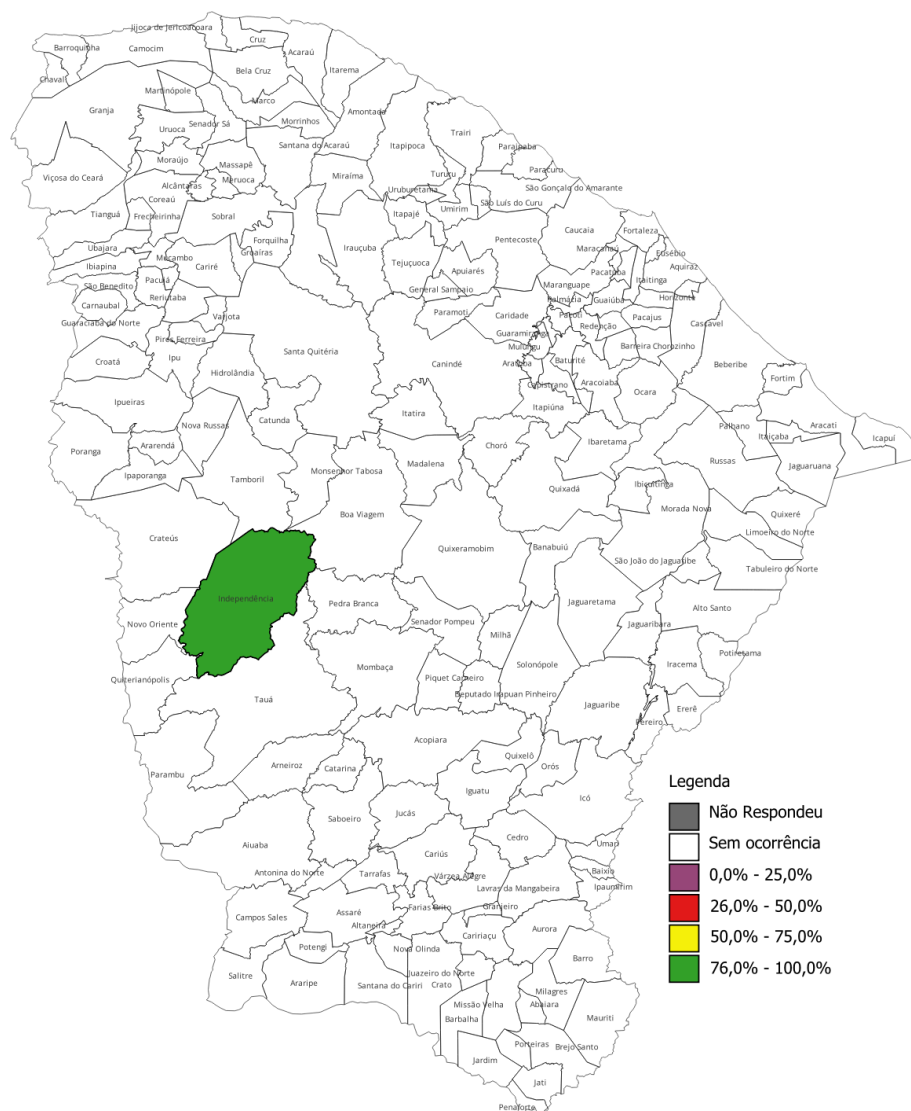 Jijoca de Jericoacoara
Cruz
Barroquinha
Camocim
Acaraú
Bela Cruz
Itarema
Chaval
Martinópole
Marco
Granja
Amontada
Senador Sá
Morrinhos
Uruoca
Trairi
Santana do Acaraú
Itapipoca
Paraipaba
Moraújo
Massapê
Paracuru
Viçosa do Ceará
Miraíma
Tururu
Meruoca
Alcântaras
Uruburetama
São Gonçalo do Amarante
Coreaú
São Luís do Curu
Umirim
Tianguá
Frecheirinha
Sobral
Itapajé
Caucaia
Fortaleza
Forquilha
Pentecoste
Ubajara
Irauçuba
Maracanaú
Groaíras
Eusébio
Mucambo
Tejuçuoca
Ibiapina
Cariré
Apuiarés
Pacatuba
Aquiraz
Pacujá
Itaitinga
São Benedito
Maranguape
General Sampaio
Reriutaba
Palmácia
Guaiúba
Horizonte
Carnaubal
Paramoti
Caridade
Pacoti
Pacajus
Varjota
Guaraciaba do Norte
Redenção
Cascavel
Guaramiranga
Pires Ferreira
Barreira
Chorozinho
Mulungu
Santa Quitéria
Ipu
Croatá
Aratuba
Baturité
Canindé
Beberibe
Hidrolândia
Fortim
Capistrano
Aracoiaba
Ocara
Ipueiras
Itapiúna
Itatira
Catunda
Nova Russas
Aracati
Palhano
Itaiçaba
Icapuí
Ararendá
Ibaretama
Choró
Poranga
Russas
Madalena
Jaguaruana
Ipaporanga
Monsenhor Tabosa
Tamboril
Quixadá
Ibicuitinga
Morada Nova
Boa Viagem
Quixeré
Limoeiro do Norte
Crateús
Quixeramobim
Banabuiú
São João do Jaguaribe
Tabuleiro do Norte
Independência
Pedra Branca
Jaguaretama
Alto Santo
Novo Oriente
Senador Pompeu
Jaguaribara
Milhã
Potiretama
Solonópole
Iracema
Mombaça
Quiterianópolis
Piquet Carneiro
Deputado Irapuan Pinheiro
Tauá
Jaguaribe
Ererê
Pereiro
Acopiara
Quixelô
Arneiroz
Orós
Catarina
Parambu
Iguatu
Icó
Jucás
Saboeiro
Cedro
Umari
Aiuaba
Cariús
Baixio
Antonina do Norte
Tarrafas
Várzea Alegre
Ipaumirim
Lavras da Mangabeira
Granjeiro
Farias Brito
Assaré
Campos Sales
Altaneira
Aurora
Caririaçu
Potengi
Nova Olinda
Barro
Salitre
Juazeiro do Norte
Araripe
Santana do Cariri
Crato
Milagres
Missão Velha
Abaiara
Barbalha
Mauriti
Porteiras
Brejo Santo
Jardim
Jati
Penaforte
Legenda
Não Respondeu
Sem ocorrência
0,0% - 25,0%
26,0% - 50,0%
50,0% - 75,0%
76,0% - 100,0%